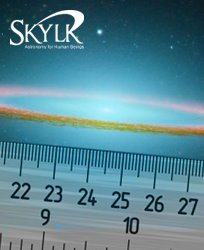 SKYLR
Astronomy for Human Beings
22 23 24 25 26 27
9 10